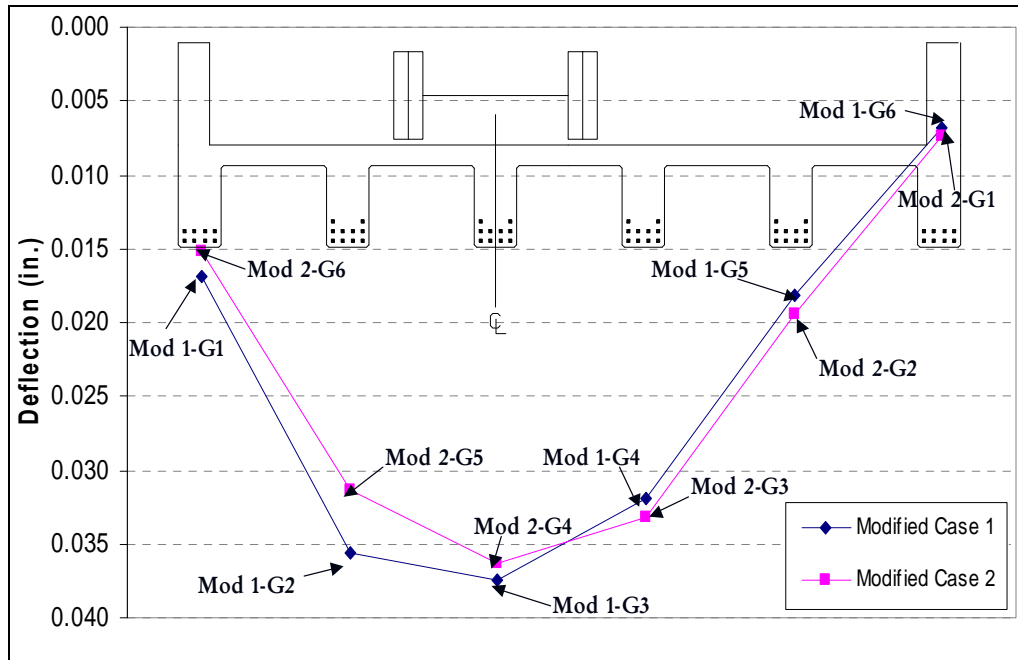 0.000
0.005
0.010
0.015
0.020
0.025
0.030
0.035
0.040
Deflection (in.)
Mod 1-G6
Mod 2-G1
Mod 2-G6
Mod 1-G5
Mod 1-G1
Mod 2-G2
Mod 2-G5
Mod 1-G4
Mod 2-G3
Mod 2-G4
Mod 1-G2
Mod 1-G3
CL
Modified Case 1
Modified Case 2